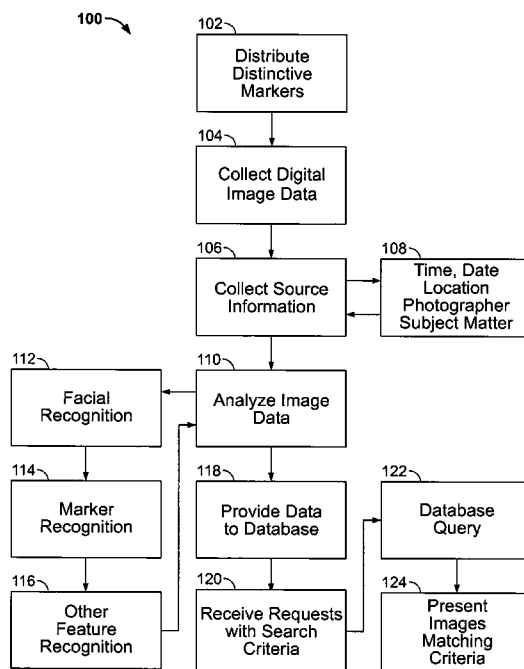 100
102
Distribute
Distinctive
Markers
104
Collect Digital
Image Data
106
Collect Source
Information
108
Time, Date
Location
Photographer
Subject Matter
110
Analyze Image
Data
112
Facial
Recognition
114
Marker
Recognition
116
Other
Feature
Recognition
118
Provide Data
to Database
120
Receive Requests
with Search
Criteria
122
Database
Query
124
Present
Images
Matching
Criteria